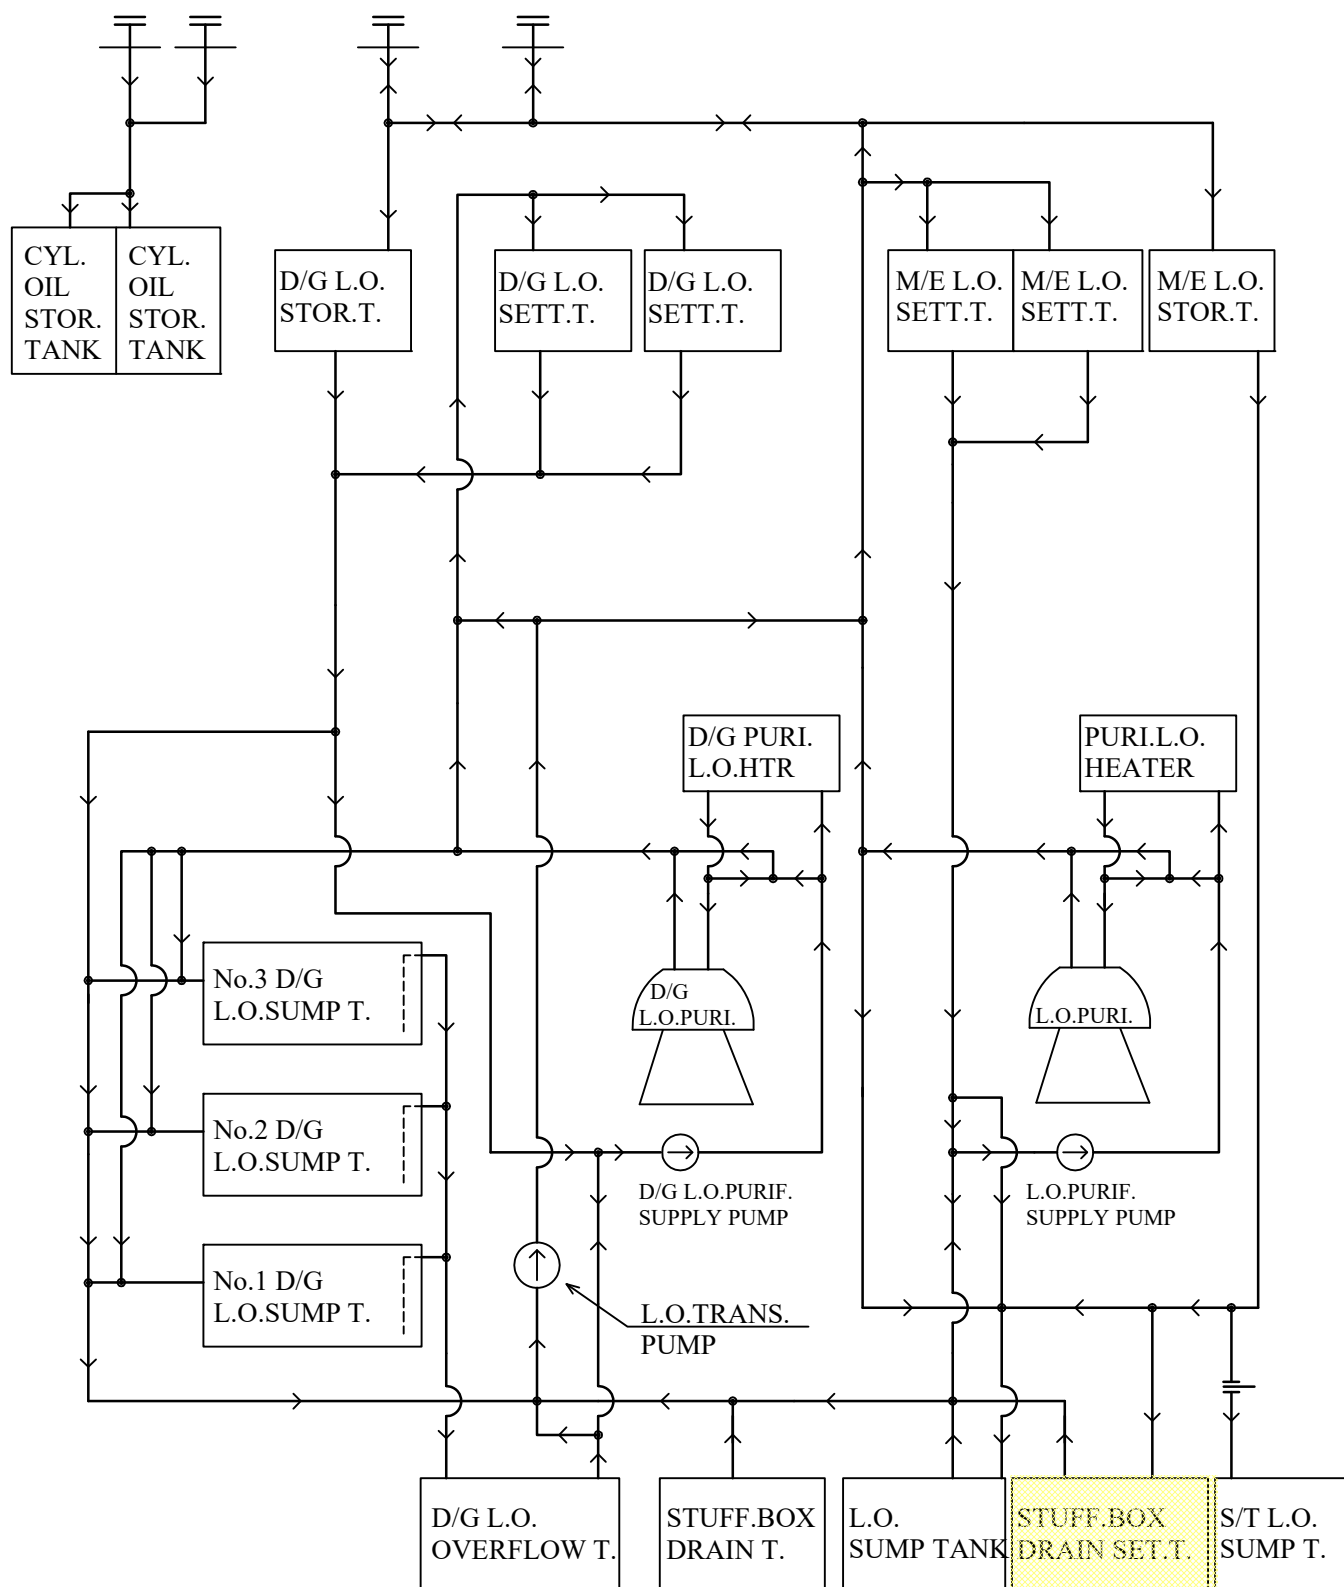 CYL.
OIL
STOR.
TANK
CYL.
OIL
STOR.
TANK
D/G L.O.
STOR.T.
D/G L.O.
SETT.T.
D/G L.O.
SETT.T.
M/E L.O.
SETT.T.
M/E L.O.
SETT.T.
M/E L.O.
STOR.T.
D/G PURI.
L.O.HTR
PURI.L.O.
HEATER
No.3 D/G
L.O.SUMP T.
D/G
L.O.PURI.
L.O.PURI.
No.2 D/G
L.O.SUMP T.
D/G L.O.PURIF.
SUPPLY PUMP
L.O.PURIF.
SUPPLY PUMP
No.1 D/G
L.O.SUMP T.
L.O.TRANS.
PUMP
D/G L.O.
OVERFLOW T.
STUFF.BOX
DRAIN T.
L.O.
SUMP TANK
STUFF.BOX
DRAIN SET.T.
S/T L.O.
SUMP T.